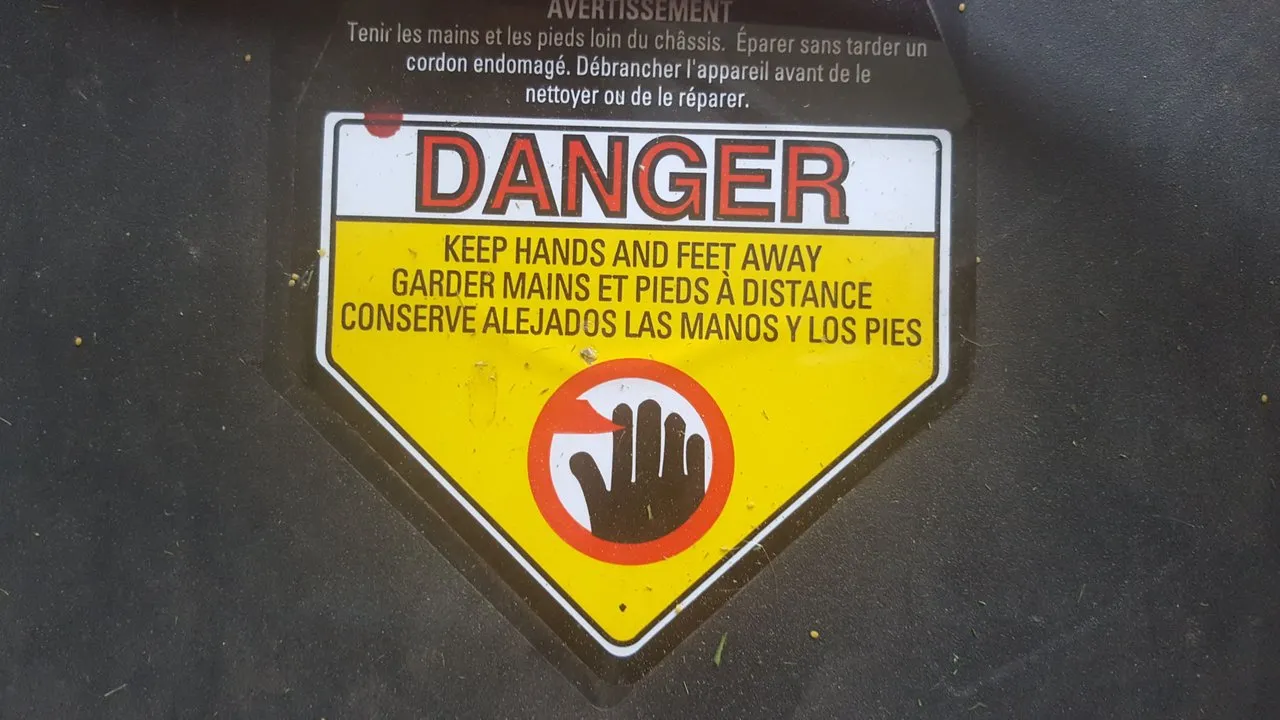 AVERTISSEMENT
Tenir les mains et les pieds loin du châssis. Éparer sans tarder un
cordon endomagé. Débrancher l'appareil avant de le
nettoyer ou de le réparer.
DANGER
KEEP HANDS AND FEET AWAY
GARDER MAINS ET PIEDS À DISTANCE
CONSERVE ALEJADOS LAS MANOS Y LOS PIES